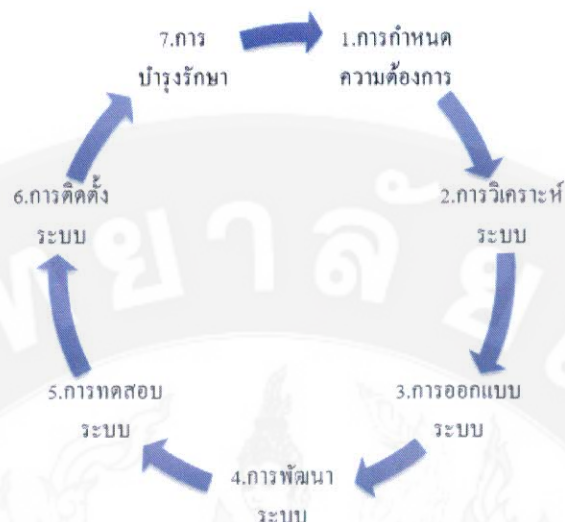 1.การกำหนด
ความต้องการ
2.การวิเคราะห์
ระบบ
3.การออกแบบ
ระบบ
4.การพัฒนา
ระบบ
5.การทดสอบ
ระบบ
6.การติดตั้ง
ระบบ
7.การ
บำรุงรักษา